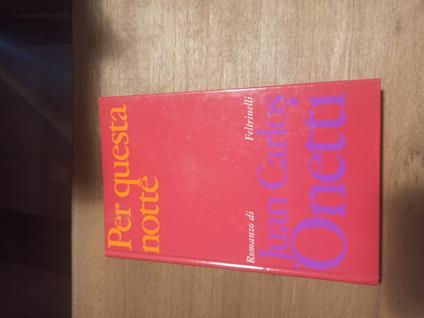 Per questa
notte
Romanzo di
Feltrinelli
Juan Carlos
Onetti